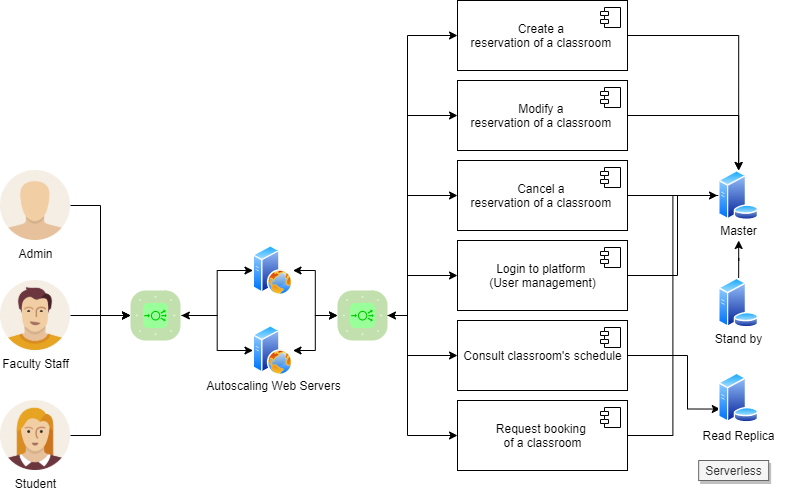 Create a
reservation of a classroom
Modify a
reservation of a classroom
Cancel a
reservation of a classroom
Master
Admin
Login to platform
(User management)
Stand by
Faculty Staff
Autoscaling Web Servers
Consult classroom's schedule
Request booking
of a classroom
Read Replica
Student
Serverless